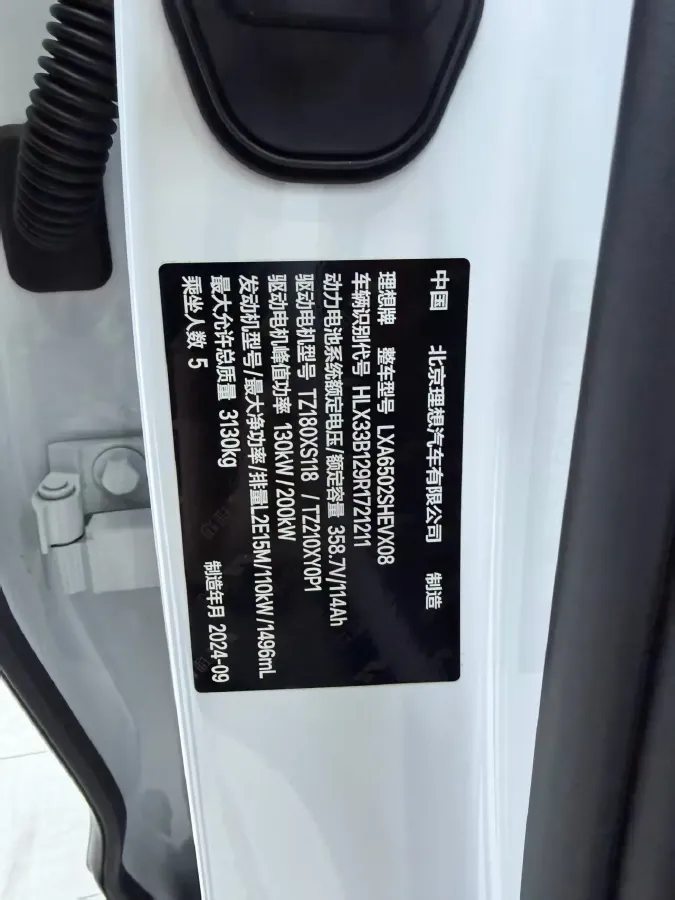 中国 北京理想汽车有限公司 制造
理想牌 整车型号 LXA6502SHEVX08
车辆识别代号 HLX33B129R1721211
动力电池系统额定电压/额定容量 358.7V/114Ah
驱动电机型号 TZ180XS118 / TZ210XY0P1
驱动电机峰值功率 130kW/200kW
发动机型号/最大净功率/排量L2E15M/110kW/1496mL
最大允许总质量 3130kg
乘坐人数 5 制造年月 2024-09